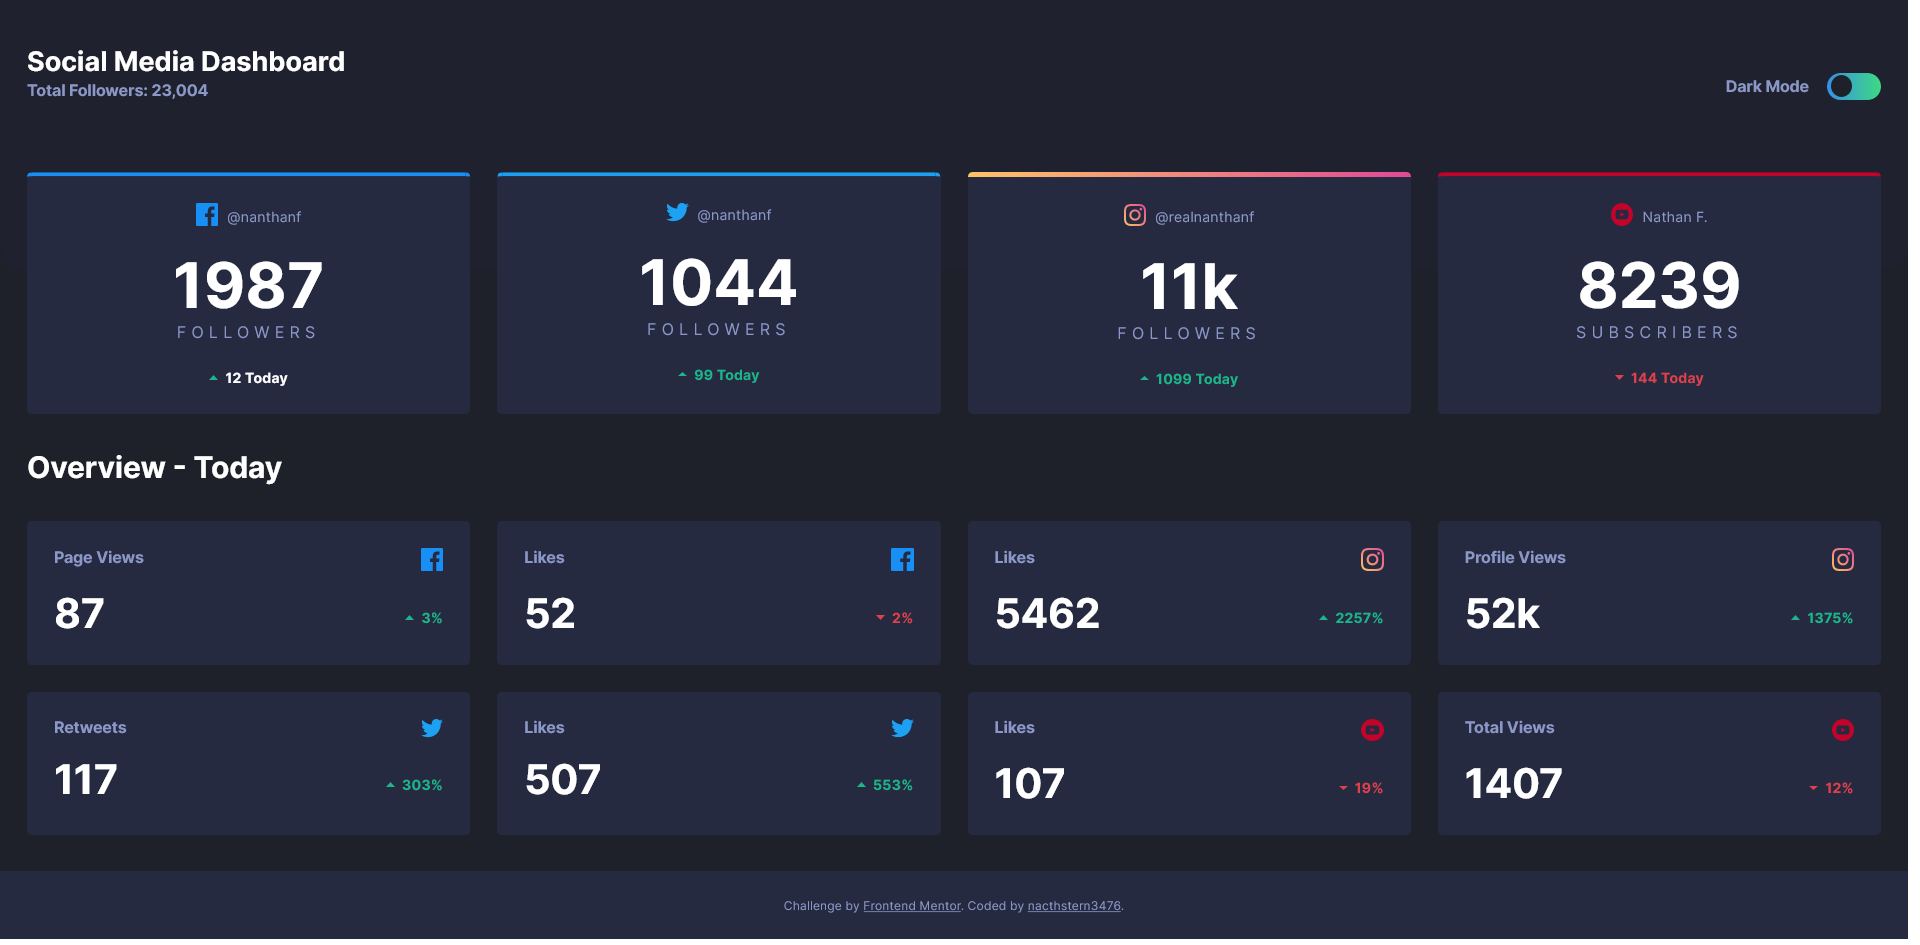 Social Media Dashboard
Total Followers: 23,004
Dark Mode
@nanthanf
1987
FOLLOWERS
12 Today
@nanthanf
1044
FOLLOWERS
99 Today
@realnanthanf
11k
FOLLOWERS
1099 Today
Nathan F.
8239
SUBSCRIBERS
144 Today
Overview - Today
Page Views
87
3%
Likes
52
2%
Likes
5462
2257%
Profile Views
52k
1375%
Retweets
117
303%
Likes
507
553%
Likes
107
19%
Total Views
1407
12%
Challenge by Frontend Mentor. Coded by nacthstern3476.